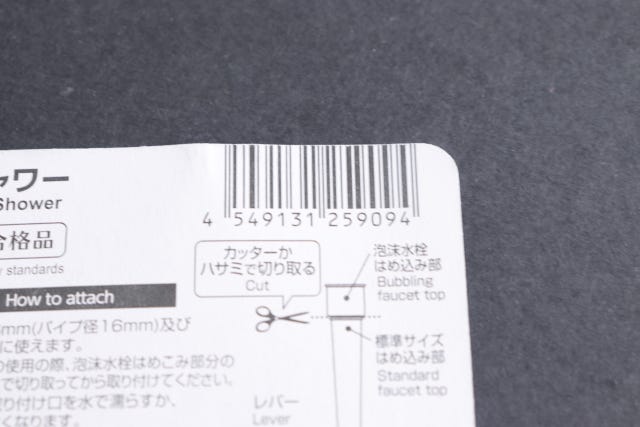 ャワー
Shower
4 549131 259094
合格品
standards
カッターか
ハサミで切り取る
Cut
泡沫水栓
はめ込み部
Bubbling
faucet top
How to attach
mm(パイプ径16mm)及び
に使えます。
の使用の際、泡沫水栓はめこみ部分の
で切り取ってから取り付けてください。
取り付け口を水で濡らすか、
くなります。
標準サイズ
はめ込み部
Standard
faucet top
レバー
Lever